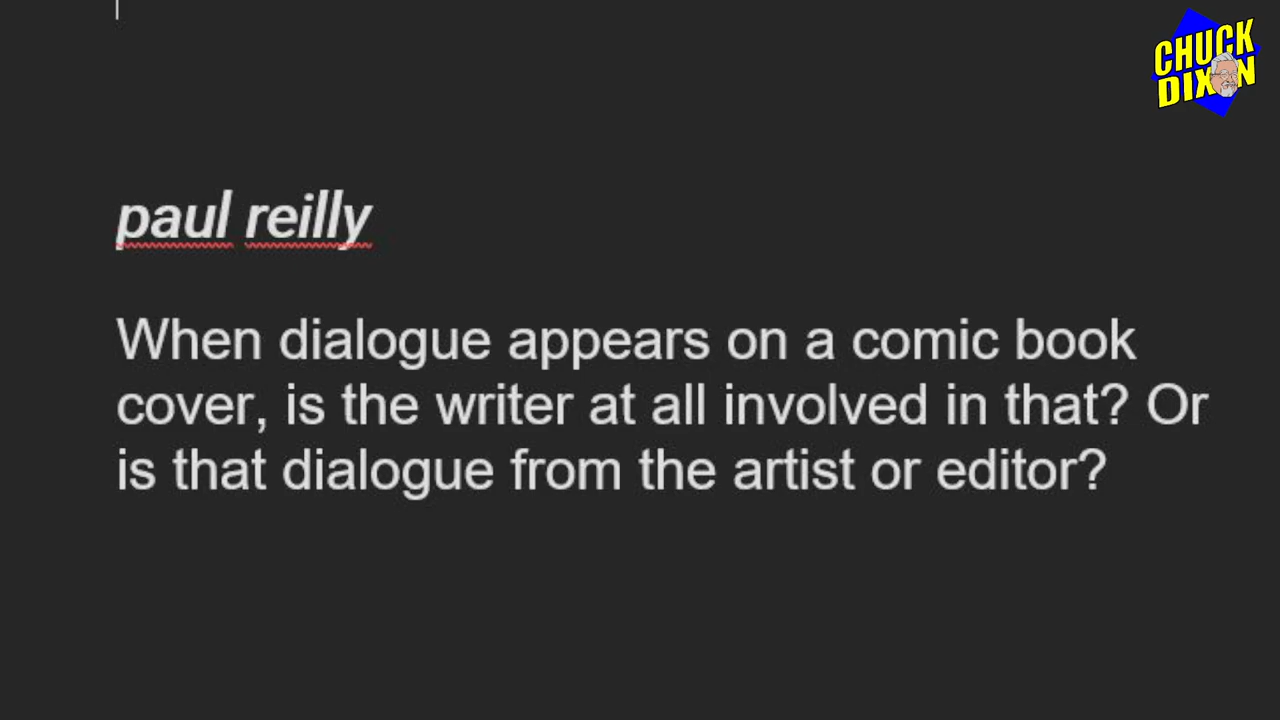 CHUCK
DIXON
paul reilly
When dialogue appears on a comic book
cover, is the writer at all involved in that? Or
is that dialogue from the artist or editor?